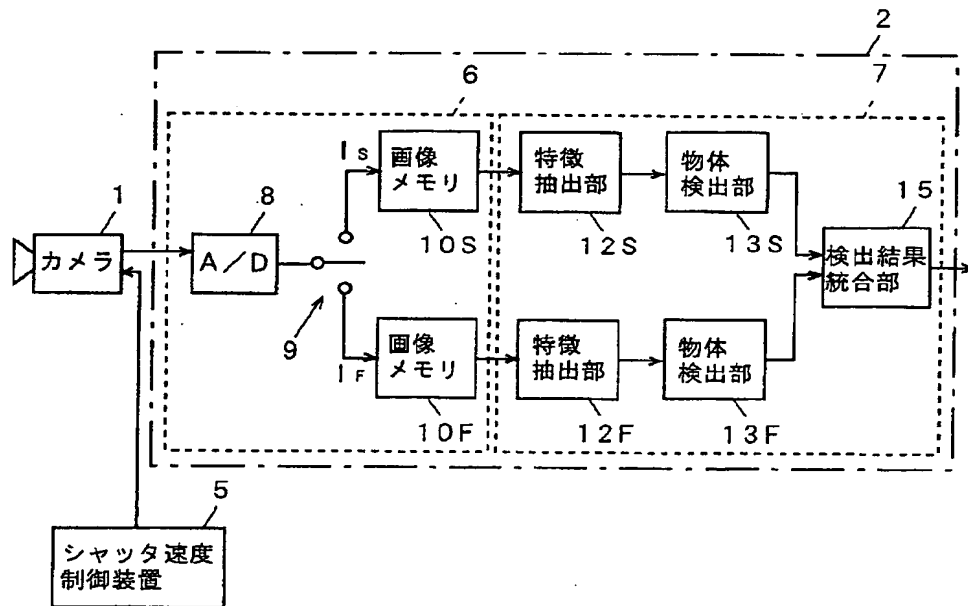 2
6
7
I S
画像
メモリ
特徴
抽出部
物体
検出部
1
8
10S
12S
13S
15
カメラ
A/D
検出結果
統合部
9
I F
画像
メモリ
特徴
抽出部
物体
検出部
10F
12F
13F
5
シャッタ速度
制御装置